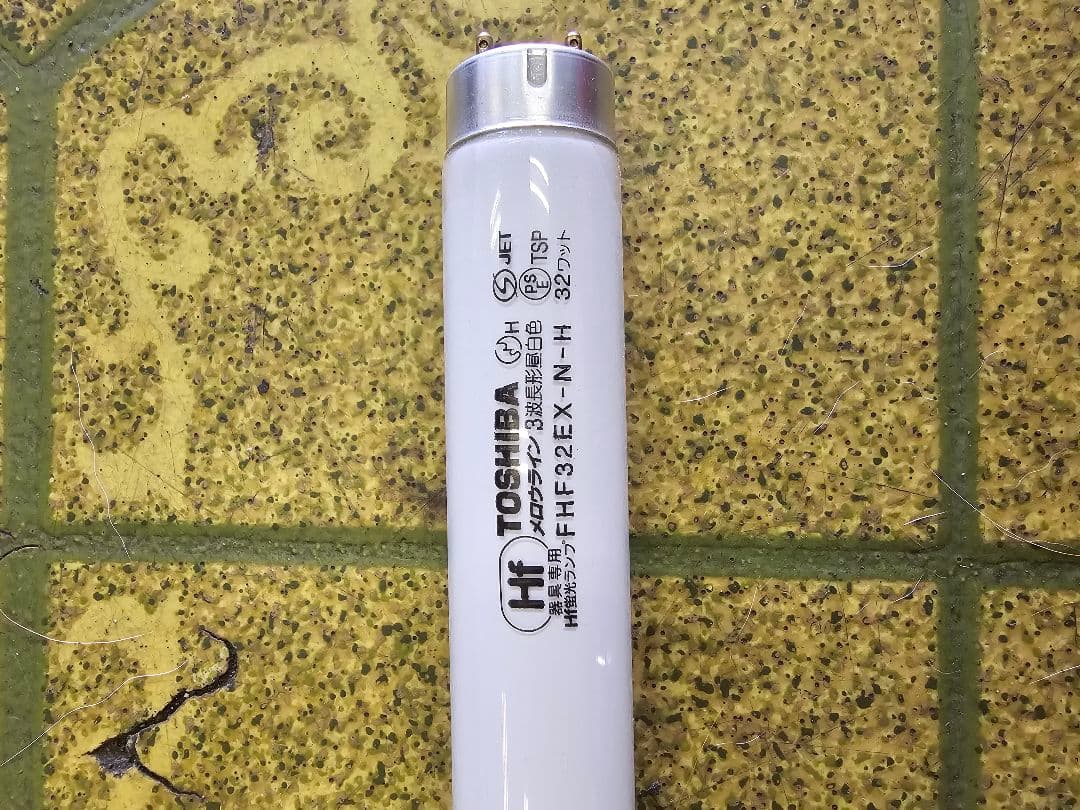 Hf
器具専用
Hf蛍光ランプ
TOSHIBA H JET
メロウライン 3波長形昼白色 PSE TSP
FHF32EX-N-H 32ワット